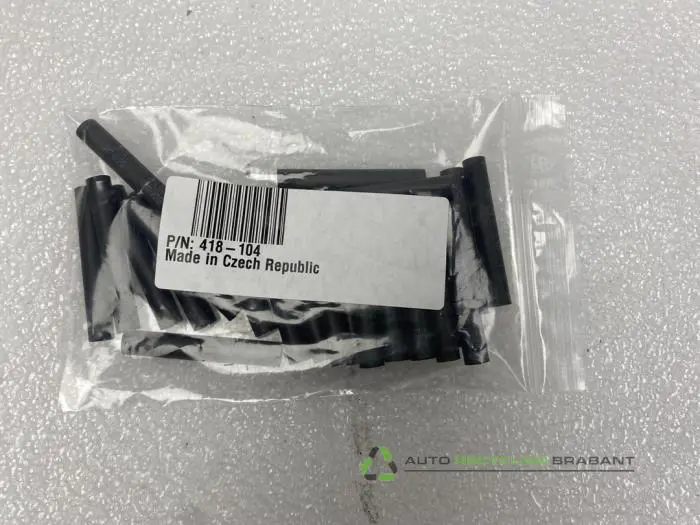 P/N: 418-104
Made in Czech Republic
AUTO RECYCLING BRABANT